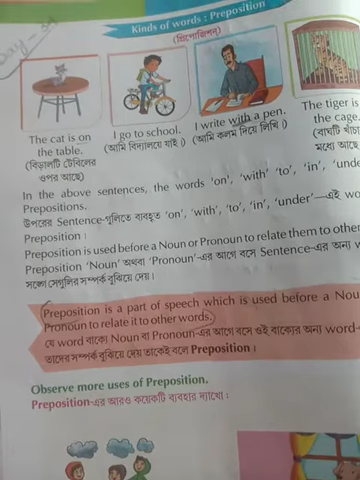 Kinds of words : Preposition
(প্রিপোজিশন)
The cat is on
the table.
(বিড়ালটি টেবিলের
ওপর আছে)
I go to school.
(আমি বিদ্যালয়ে যাই।)
I write with a pen.
(আমি কলম দিয়ে লিখি।)
The tiger is
the cage.
(বাঘটি খাঁচা
মধ্যে আছে
In the above sentences, the words 'on', 'with' 'to', 'in', 'unde
Prepositions.
উপরের Sentence-গুলিতে ব্যবহৃত 'on', 'with', 'to', 'in', 'under'—এই wo
Preposition।
Preposition is used before a Noun or Pronoun to relate them to other
Preposition 'Noun' অথবা 'Pronoun'-এর আগে বসে Sentence-এর অন্য w
সঙ্গে সেগুলির সম্পর্ক বুঝিয়ে দেয়।
Preposition is a part of speech which is used before a Nou
Pronoun to relate it to other words.
যে word বাক্যে Noun বা Pronoun-এর আগে বসে ওই বাক্যের অন্য word-
তাদের সম্পর্ক বুঝিয়ে দেয় তাকেই বলে Preposition।
Observe more uses of Preposition.
Preposition-এর আরও কয়েকটি ব্যবহার দ্যাখো :